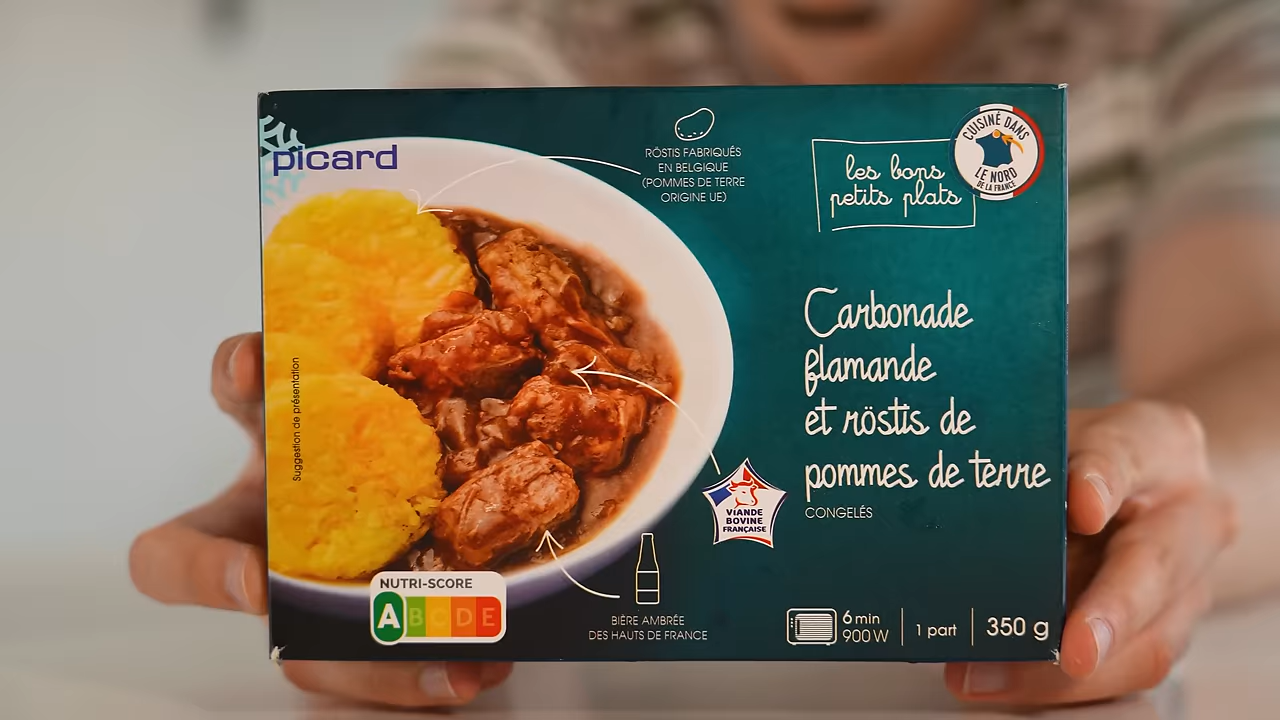 picard
RÖSTIS FABRIQUÉS
EN BELGIQUE
(POMMES DE TERRE
ORIGINE UE)
les bons
petits plats
CUISINÉ DANS
LE NORD
DE LA FRANCE
Carbonade
flamande
et röstis de
pommes de terre
CONGELÉS
Suggestion de présentation
VIANDE
BOVINE
FRANÇAISE
NUTRI-SCORE
A B C D E
BIÈRE AMBRÉE
DES HAUTS DE FRANCE
6 min
900 W
1 part
350 g